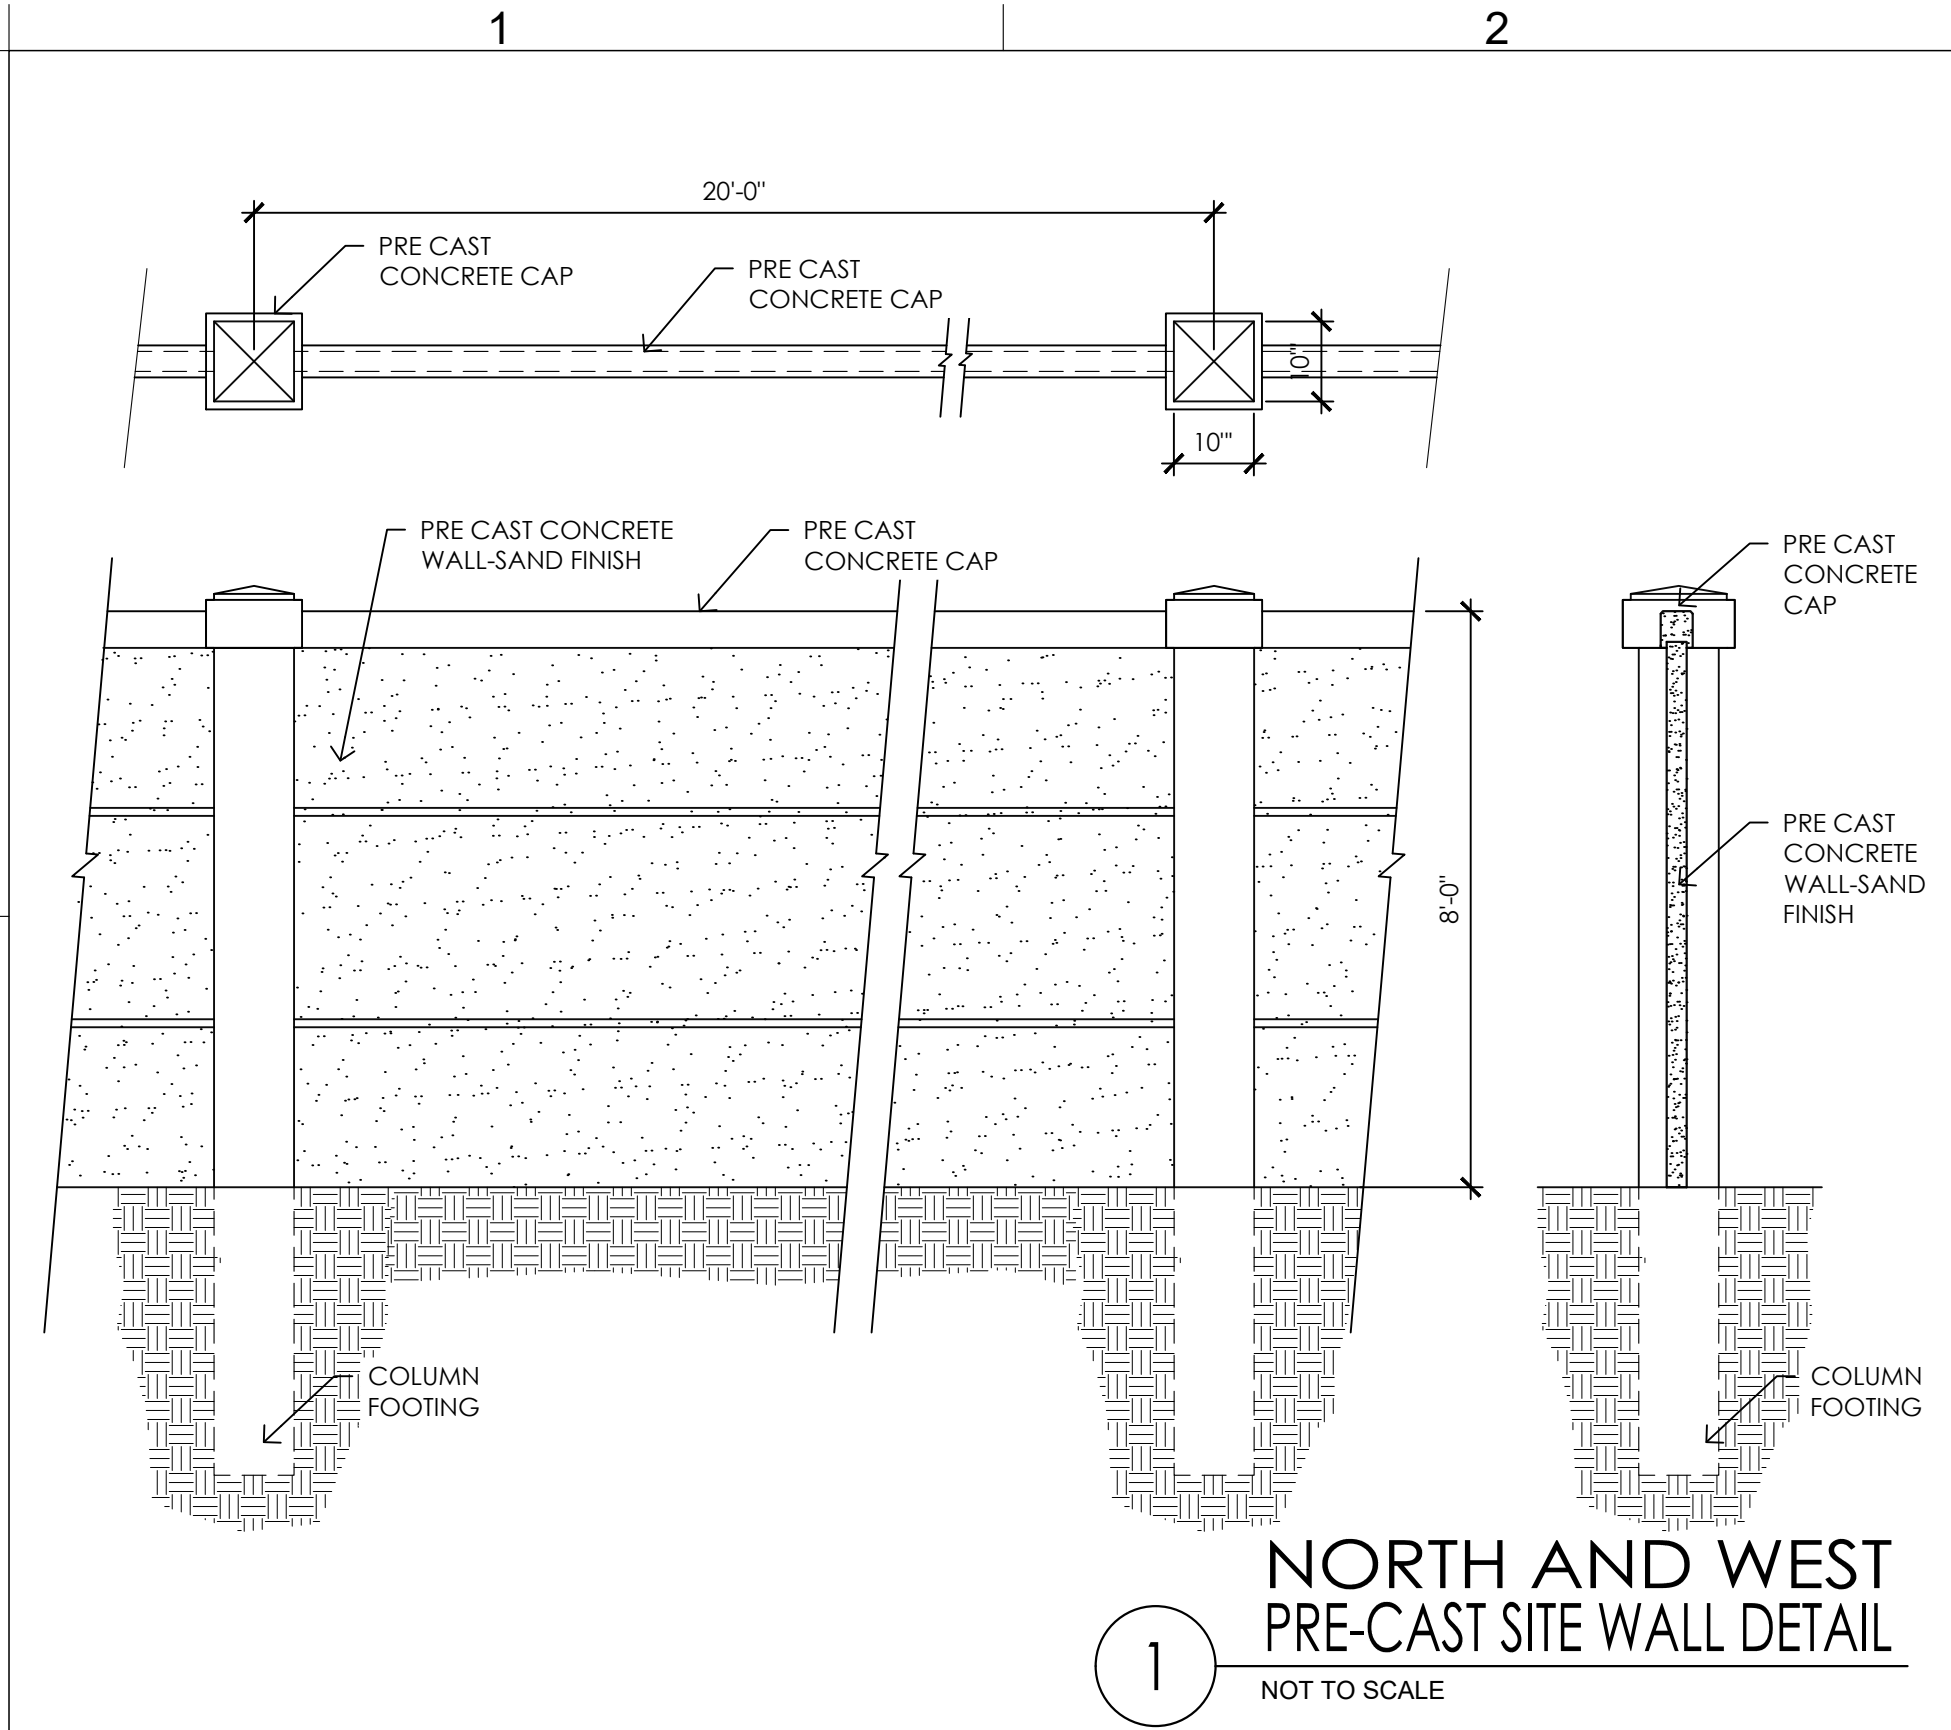 1
2
20'-0"
PRE CAST
CONCRETE CAP
PRE CAST
CONCRETE CAP
10"
10'"
PRE CAST CONCRETE
WALL-SAND FINISH
PRE CAST
CONCRETE CAP
PRE CAST
CONCRETE
CAP
8'-0"
PRE CAST
CONCRETE
WALL-SAND
FINISH
COLUMN
FOOTING
COLUMN
FOOTING
NORTH AND WEST
PRE-CAST SITE WALL DETAIL
1
NOT TO SCALE